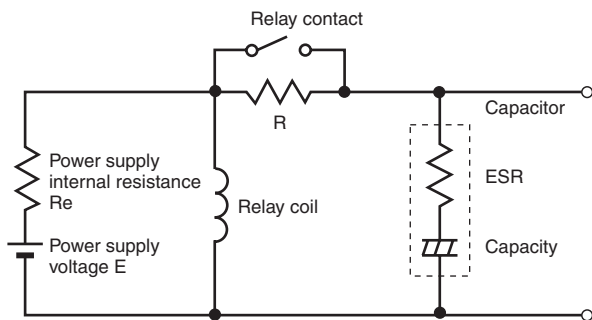 Relay contact
R
Capacitor
Power supply
internal resistance
Re
Relay coil
ESR
Power supply
voltage E
Capacity